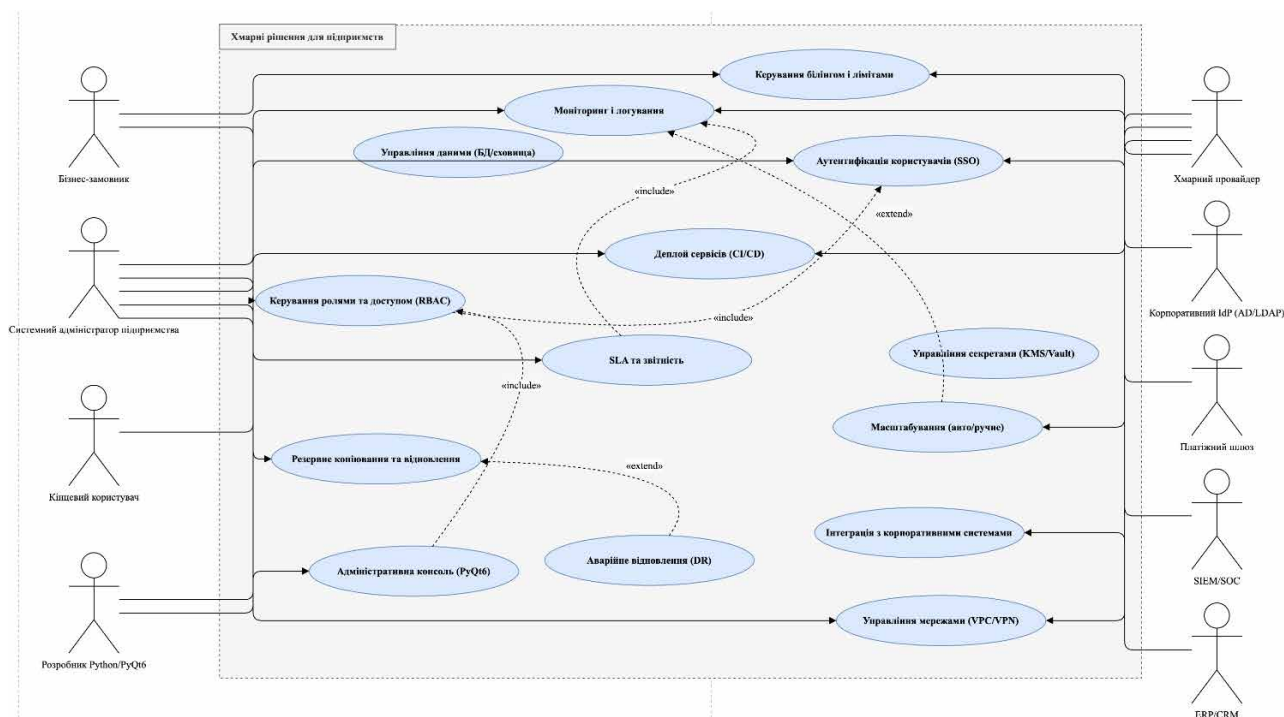 Хмарні рішення для підприємств
Керування білінгом і лімітами
Моніторинг і логування
Управління даними (БД/сховища)
Аутентифікація користувачів (SSO)
Бізнес-замовник
Хмарний провайдер
«include»
«extend»
Деплой сервісів (CI/CD)
Керування ролями та доступом (RBAC)
«include»
Системний адміністратор підприємства
Корпоративний IdP (AD/LDAP)
SLA та звітність
Управління секретами (KMS/Vault)
«include»
Масштабування (авто/ручне)
Платіжний шлюз
Резервне копіювання та відновлення
«extend»
Кінцевий користувач
Інтеграція з корпоративними системами
Аварійне відновлення (DR)
Адміністративна консоль (PyQt6)
SIEM/SOC
Управління мережами (VPC/VPN)
Розробник Python/PyQt6
ERP/CRM